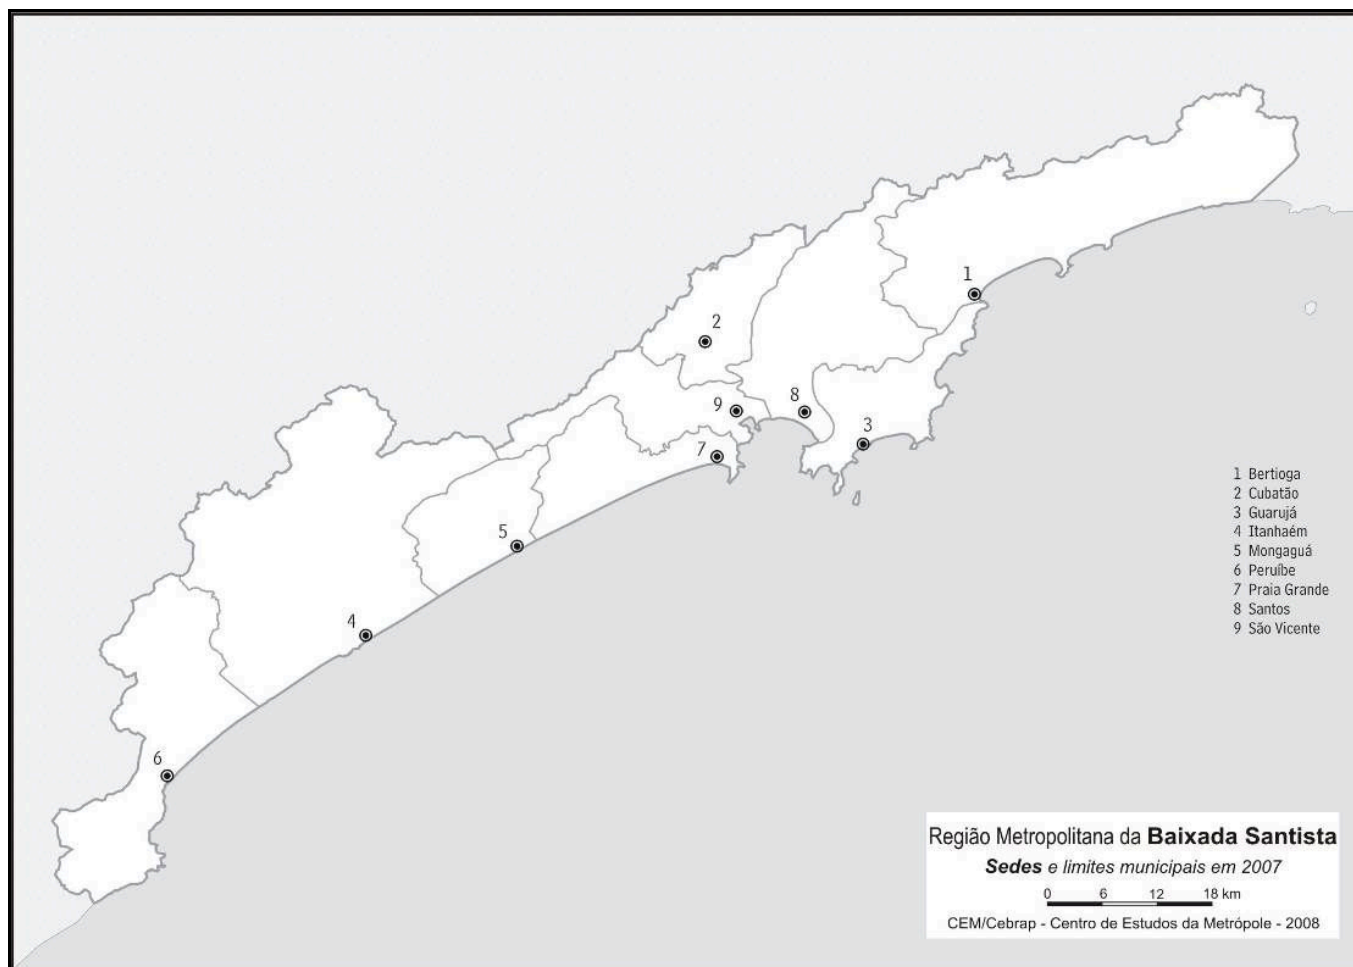 1
2
9
8
7
3
5
4
6
1 Bertioga
2 Cubatão
3 Guarujá
4 Itanhaém
5 Mongaguá
6 Peruíbe
7 Praia Grande
8 Santos
9 São Vicente
Região Metropolitana da Baixada Santista
Sedes e limites municipais em 2007
0 6 12 18 km
CEM/Cebrap - Centro de Estudos da Metrópole - 2008